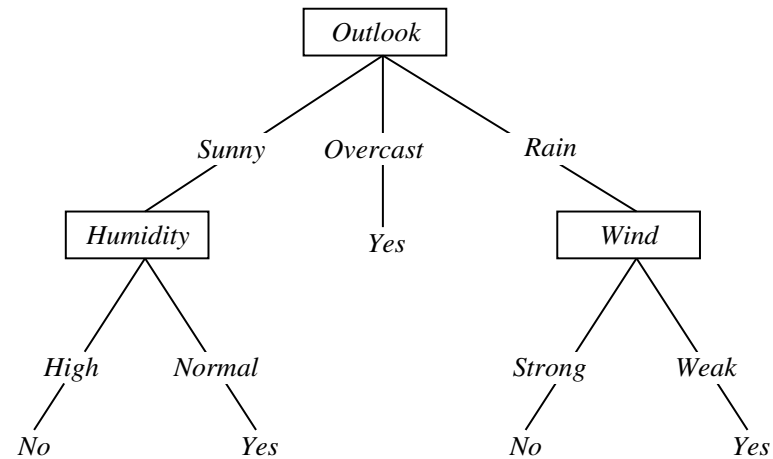 Outlook
Sunny Overcast Rain
Humidity Yes Wind
High Normal Strong Weak
No Yes No Yes